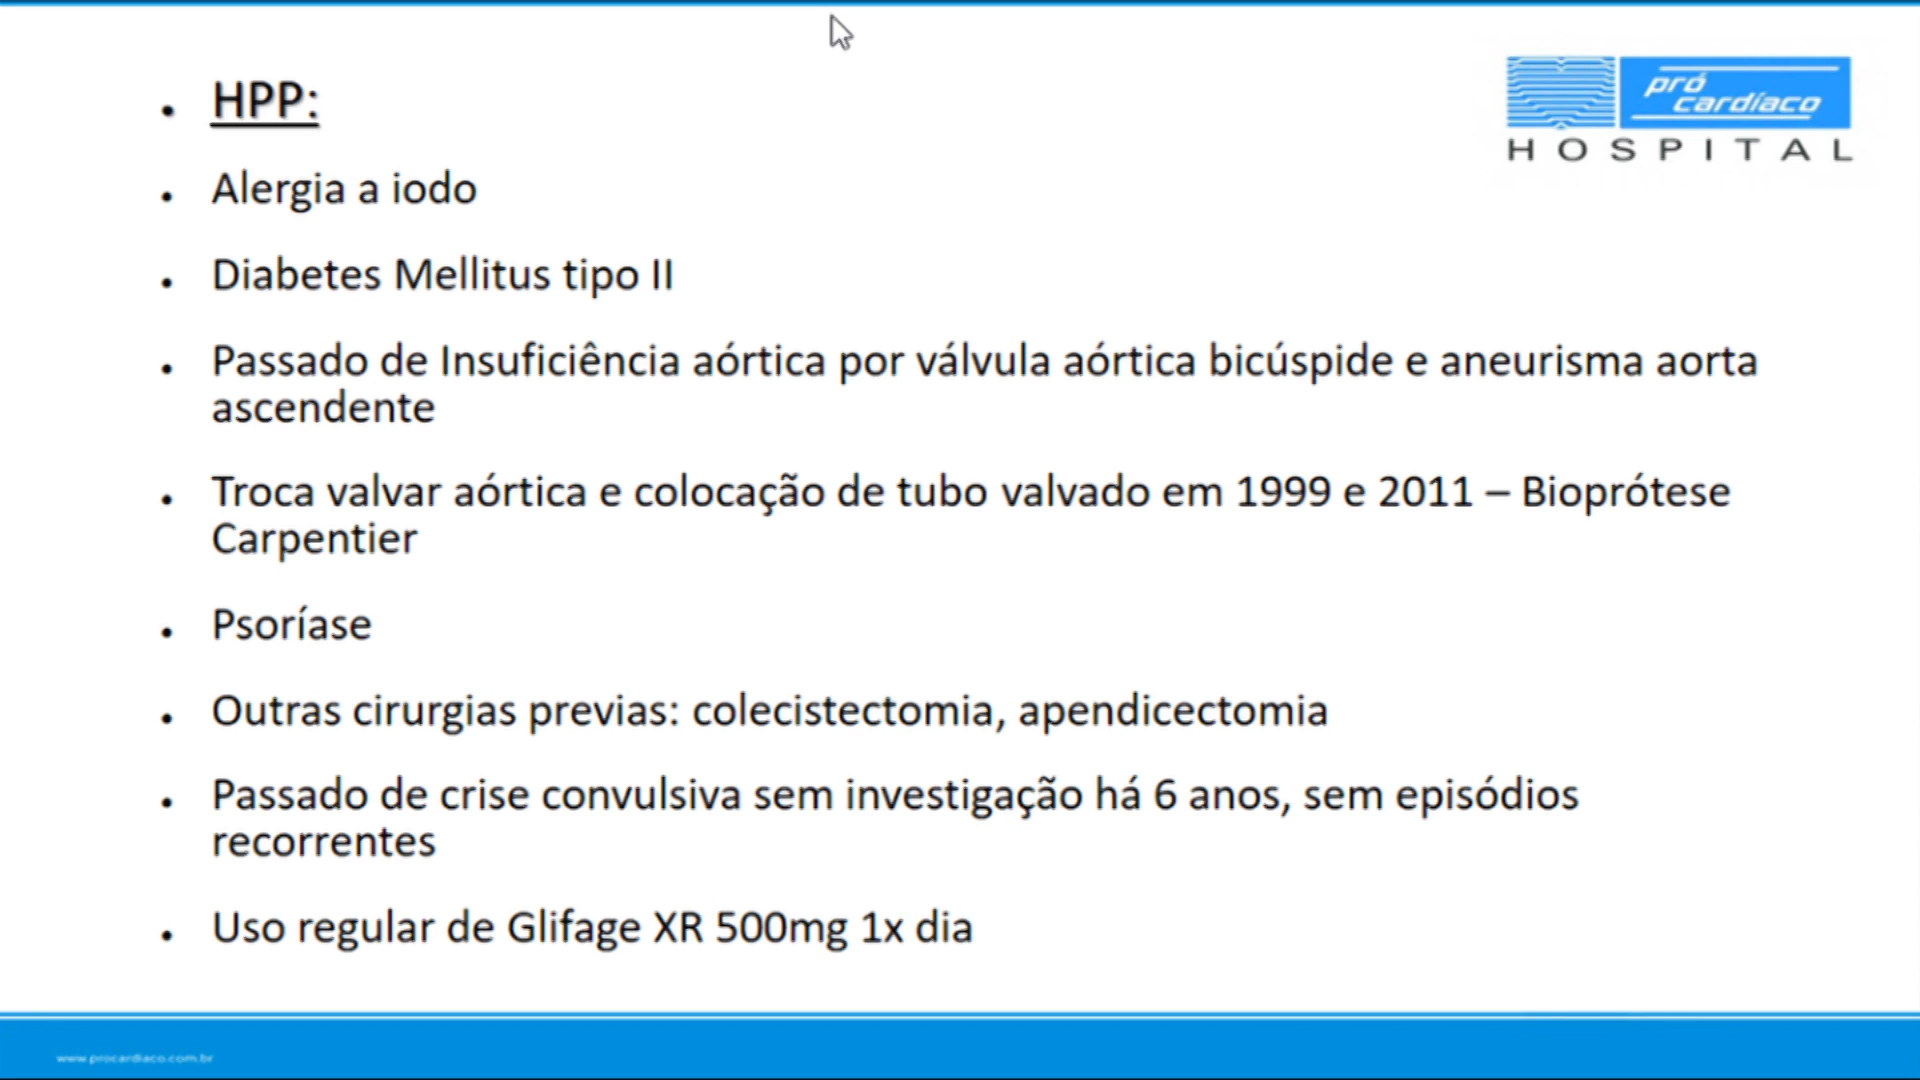 HPP:
pró
cardíaco
HOSPITAL
Alergia a iodo
Diabetes Mellitus tipo II
Passado de Insuficiência aórtica por válvula aórtica bicúspide e aneurisma aorta
ascendente
Troca valvar aórtica e colocação de tubo valvado em 1999 e 2011 – Bioprótese
Carpentier
Psoríase
Outras cirurgias previas: colecistectomia, apendicectomia
Passado de crise convulsiva sem investigação há 6 anos, sem episódios
recorrentes
Uso regular de Glifage XR 500mg 1x dia
www.procardiaco.com.br